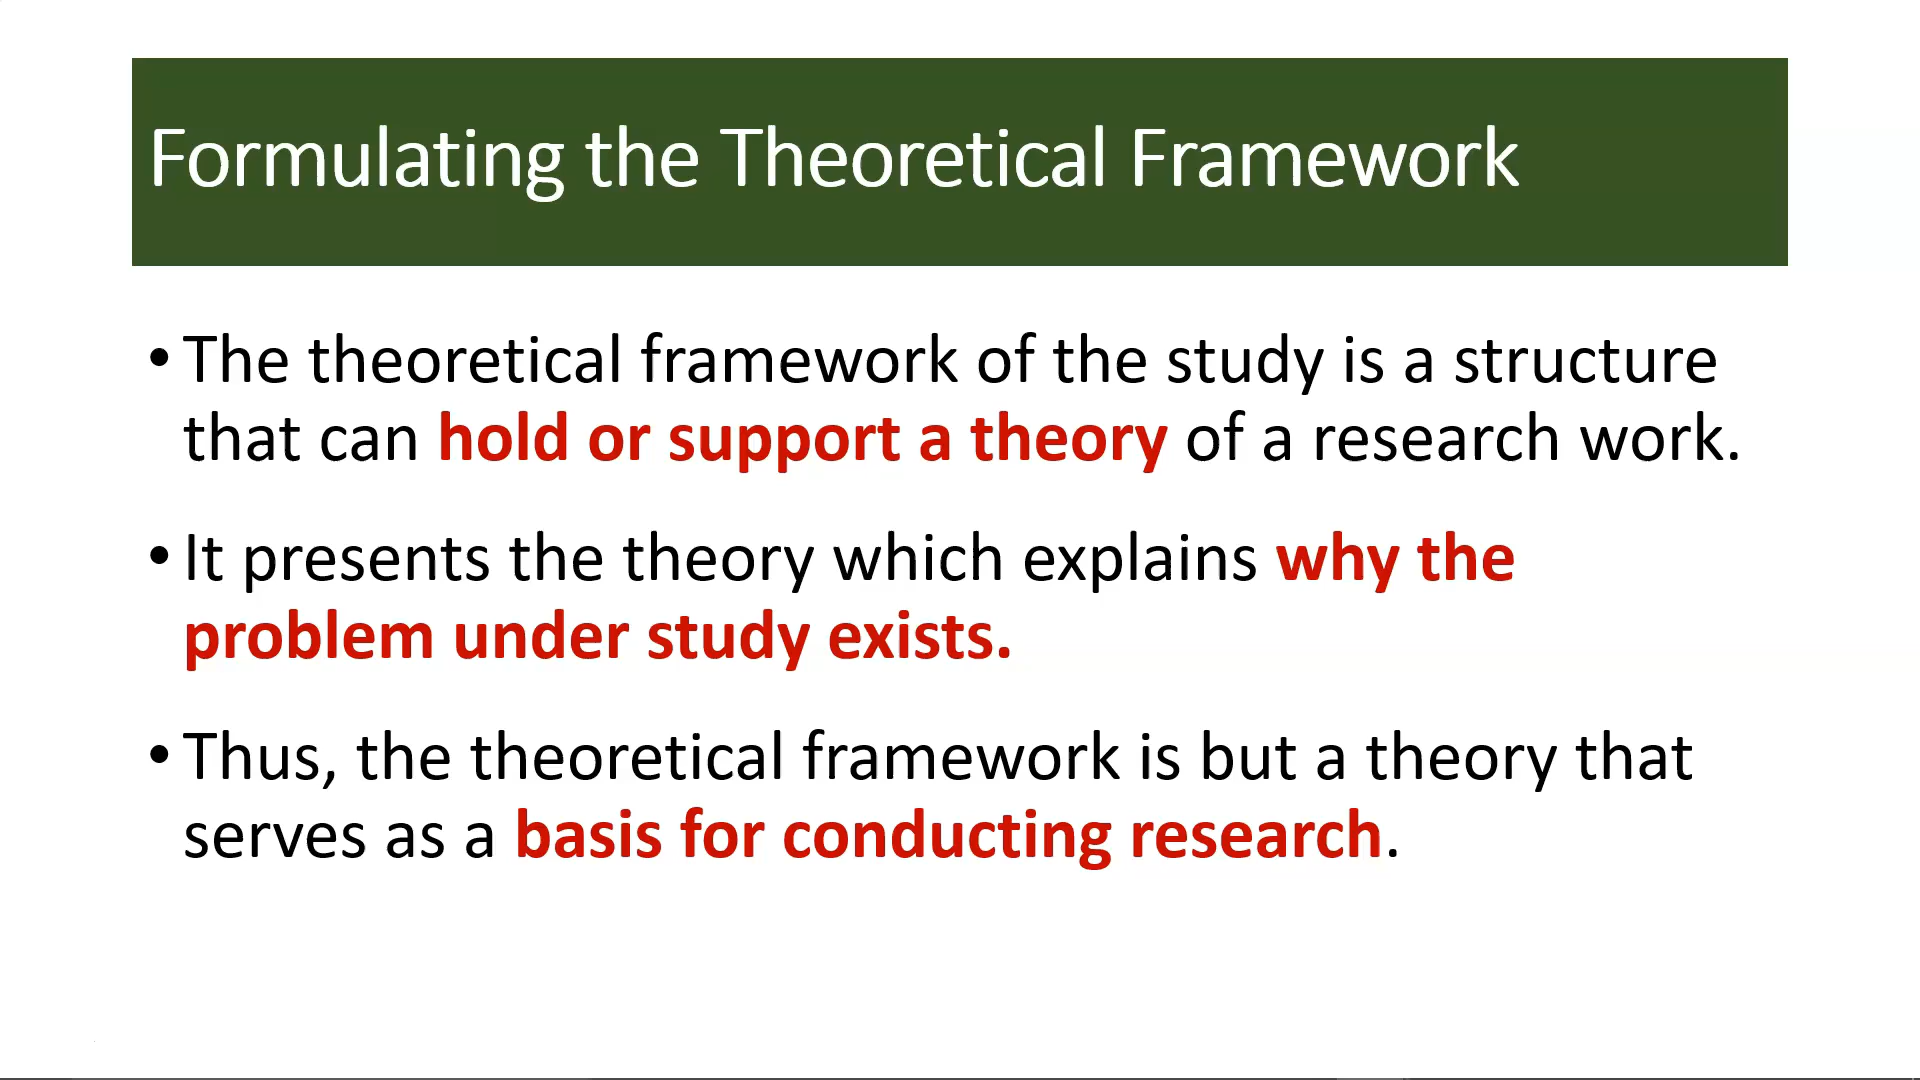 Formulating the Theoretical Framework
• The theoretical framework of the study is a structure
that can hold or support a theory of a research work.
• It presents the theory which explains why the
problem under study exists.
• Thus, the theoretical framework is but a theory that
serves as a basis for conducting research.